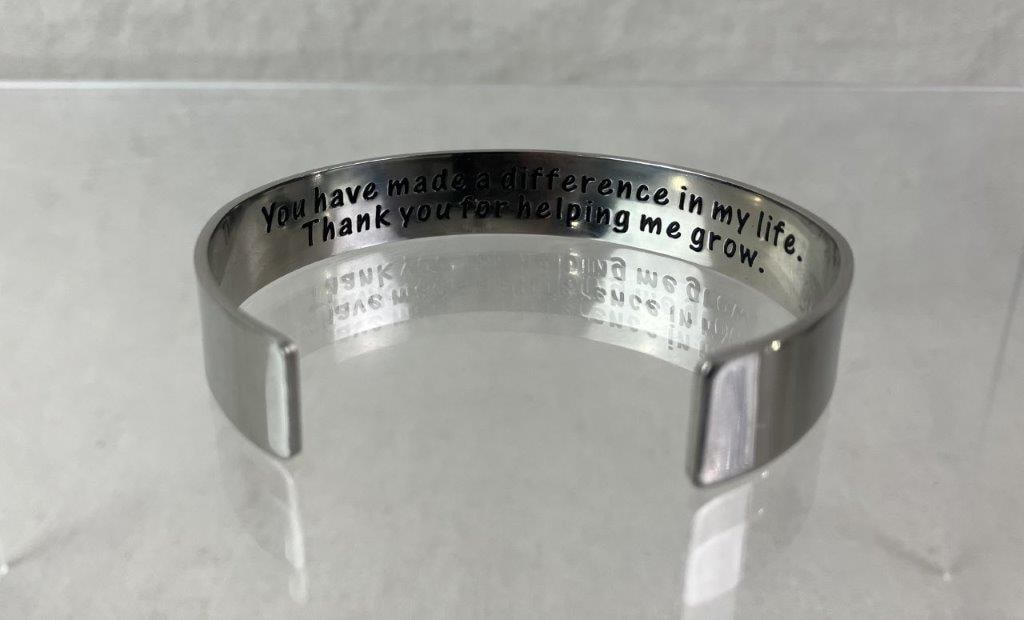 You have made a difference in my life.
Thank you for helping me grow.